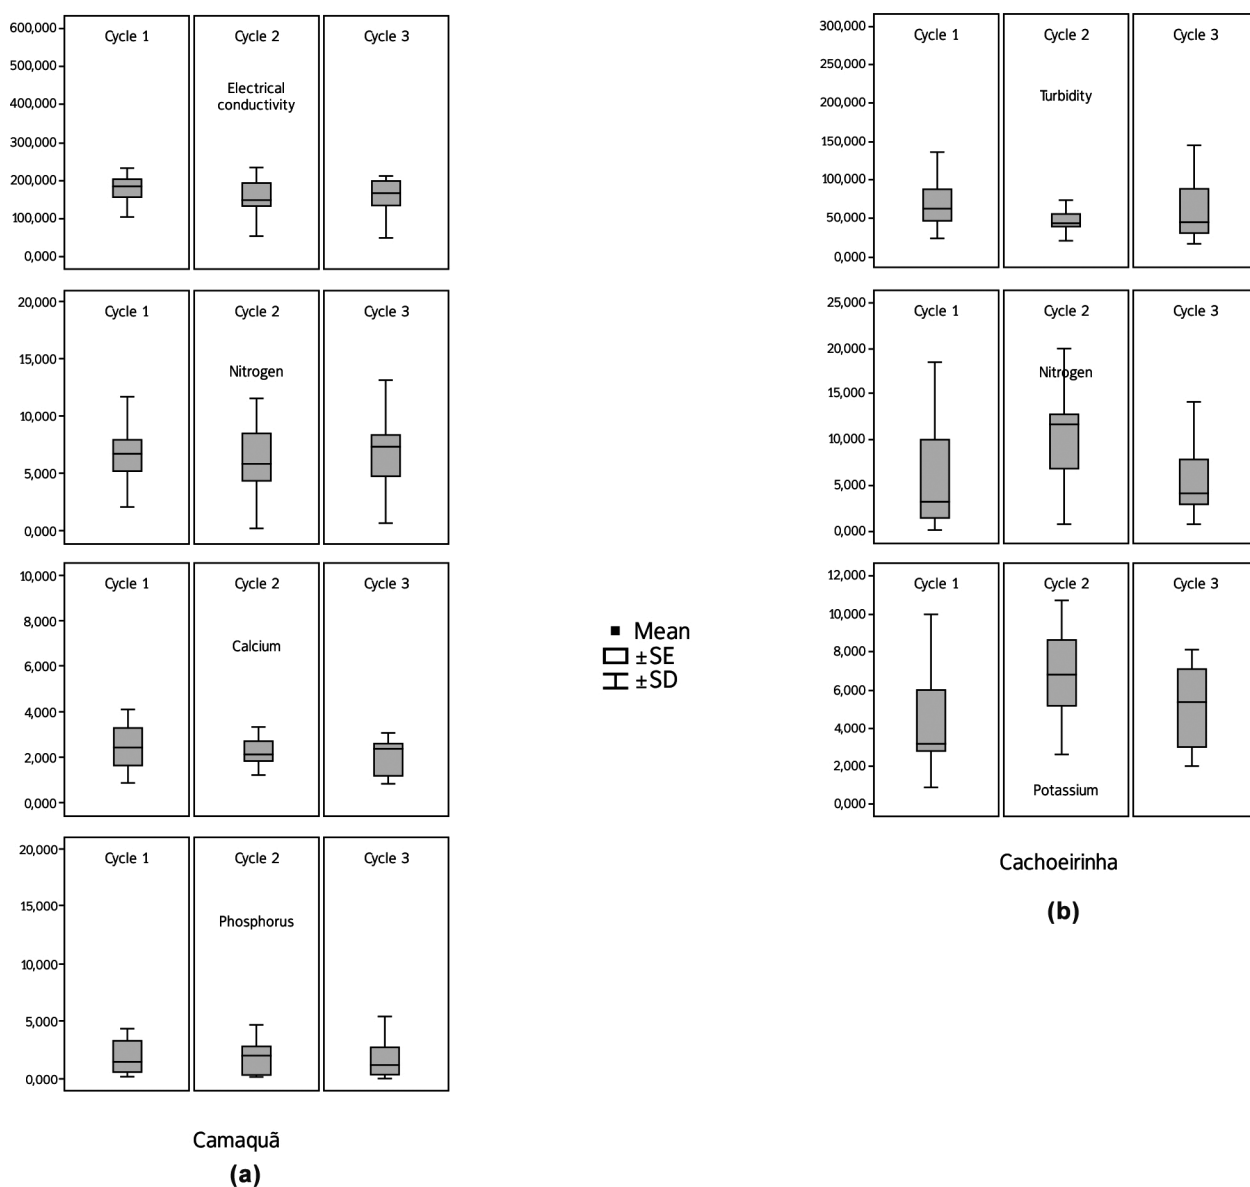 600,000
500,000
400,000
300,000
200,000
100,000
0,000
Cycle 1
Cycle 2
Cycle 3
Electrical
conductivity
20,000
15,000
10,000
5,000
0,000
Cycle 1
Cycle 2
Cycle 3
Nitrogen
10,000
8,000
6,000
4,000
2,000
0,000
Cycle 1
Cycle 2
Cycle 3
Calcium
20,000
15,000
10,000
5,000
0,000
Cycle 1
Cycle 2
Cycle 3
Phosphorus
Camaquã
(a)
Mean
±SE
±SD
300,000
250,000
200,000
150,000
100,000
50,000
0,000
Cycle 1
Cycle 2
Cycle 3
Turbidity
25,000
20,000
15,000
10,000
5,000
0,000
Cycle 1
Cycle 2
Cycle 3
Nitrogen
12,000
10,000
8,000
6,000
4,000
2,000
0,000
Cycle 1
Cycle 2
Cycle 3
Potassium
Cachoeirinha
(b)